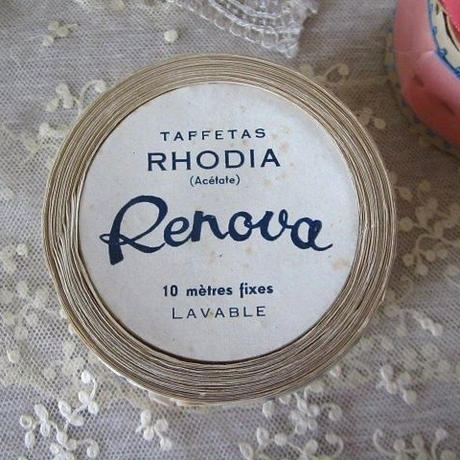 TAFFETAS
RHODIA
(Acétate)
Renova
10 mètres fixes
LAVABLE